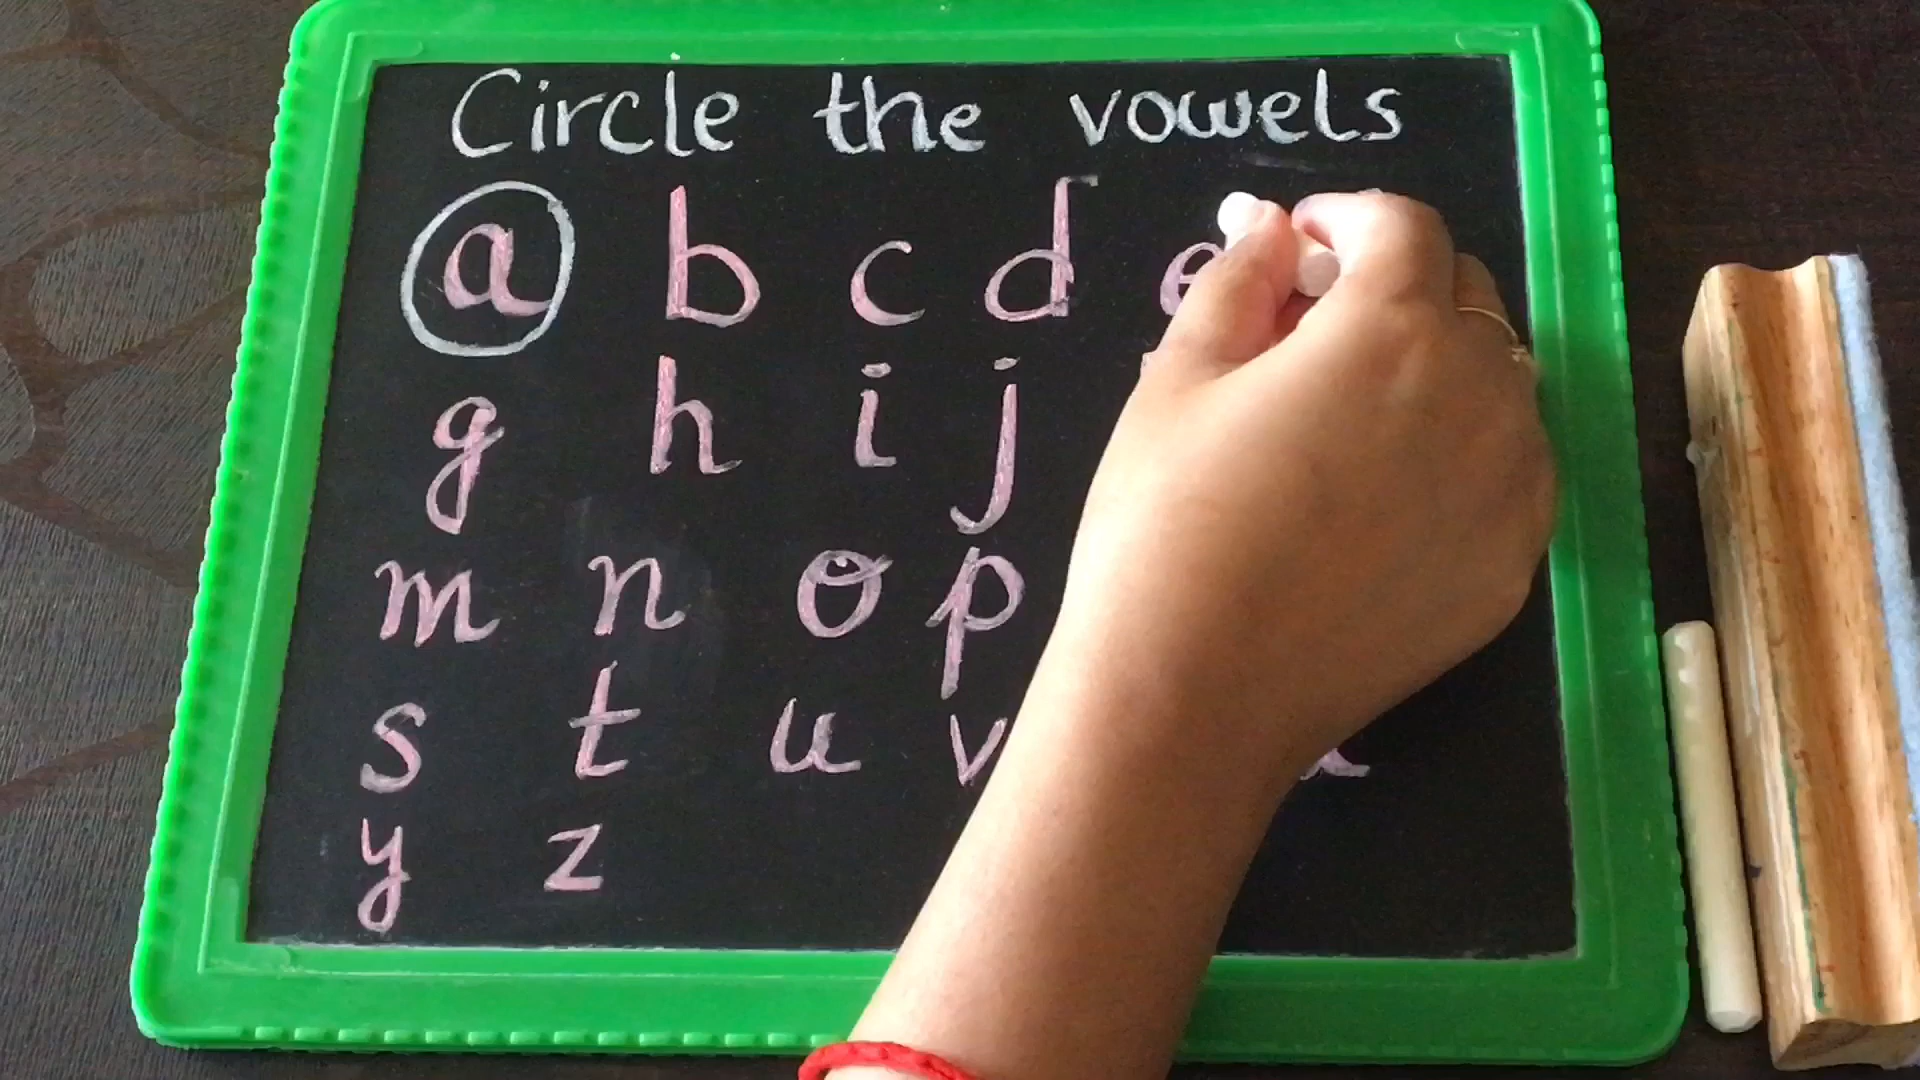 Circle the vowels
a b c d e
g h i j
m n o p
s t u v
y z